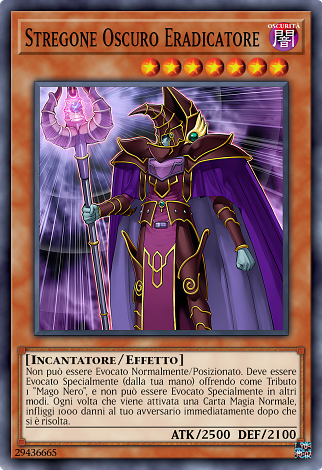 Stregone Oscuro Eradicatore
OSCURITÀ
闇
[Incantatore/Effetto]
Non può essere Evocato Normalmente/Posizionato. Deve essere
Evocato Specialmente (dalla tua mano) offrendo come Tributo
1 "Mago Nero", e non può essere Evocato Specialmente in altri
modi. Ogni volta che viene attivata una Carta Magia Normale,
infliggi 1000 danni al tuo avversario immediatamente dopo che
si è risolta.
ATK/2500 DEF/2100
29436665